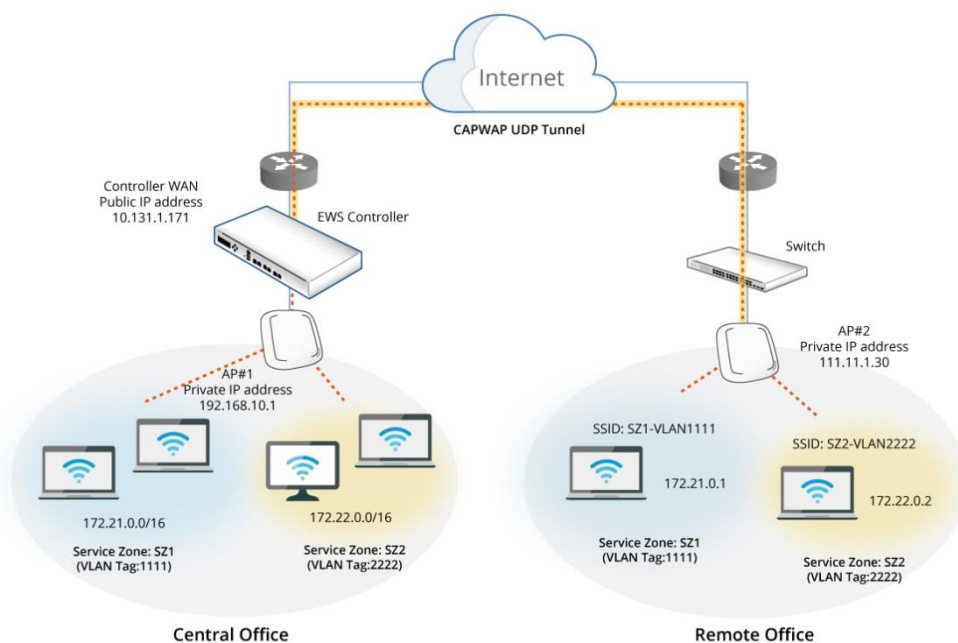 Internet
CAPWAP UDP Tunnel
Controller WAN
Public IP address
10.131.1.171
EWS Controller
Switch
AP#1
Private IP address
192.168.10.1
AP#2
Private IP address
111.11.1.30
172.21.0.0/16
Service Zone: SZ1
(VLAN Tag:1111)
172.22.0.0/16
Service Zone: SZ2
(VLAN Tag:2222)
SSID: SZ1-VLAN1111
172.21.0.1
Service Zone: SZ1
(VLAN Tag:1111)
SSID: SZ2-VLAN2222
172.22.0.2
Service Zone: SZ2
(VLAN Tag:2222)
Central Office
Remote Office